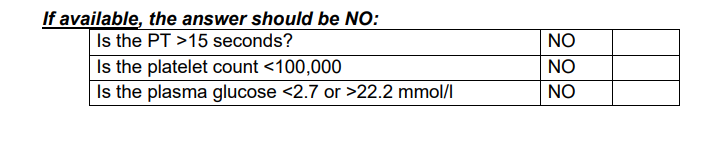 If available, the answer should be NO:
Is the PT >15 seconds? NO
Is the platelet count <100,000 NO
Is the plasma glucose <2.7 or >22.2 mmol/l NO